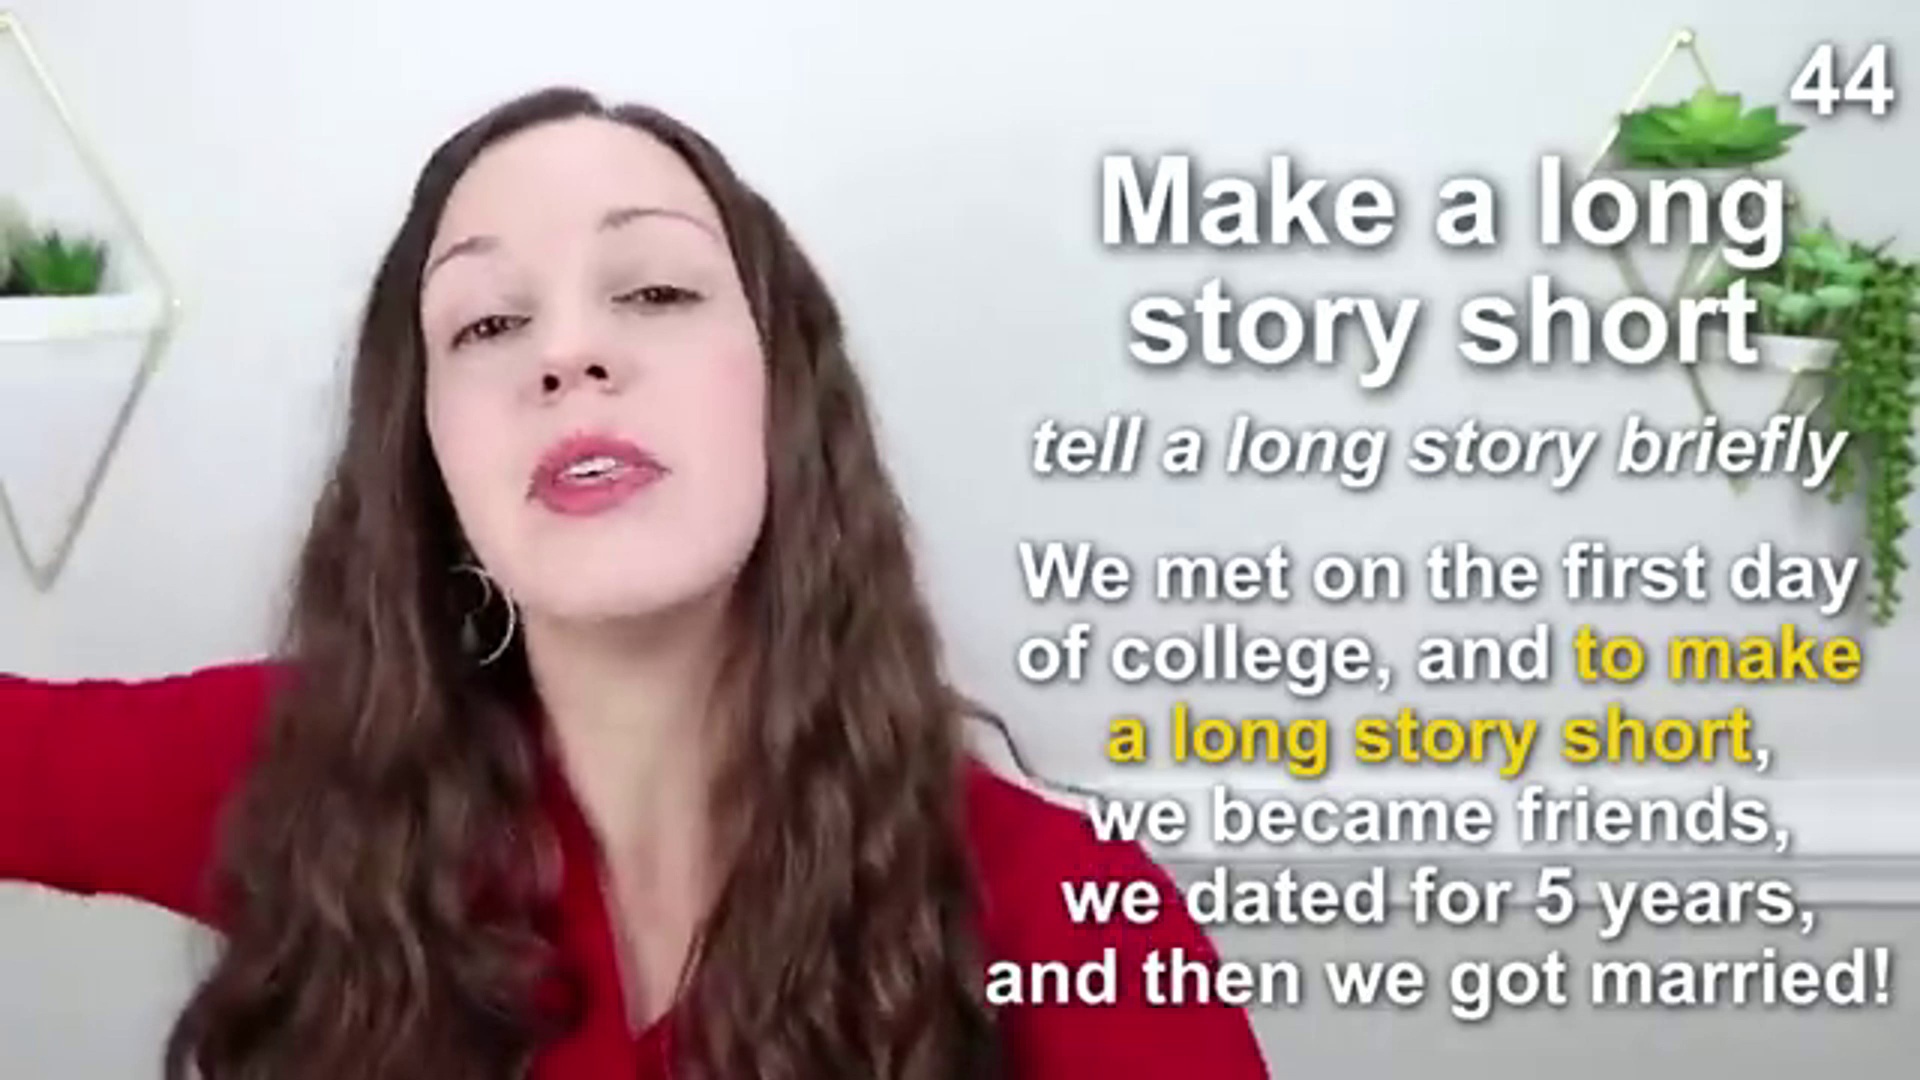 44
Make a long
story short
tell a long story briefly
We met on the first day
of college, and to make
a long story short,
we became friends,
we dated for 5 years,
and then we got married!